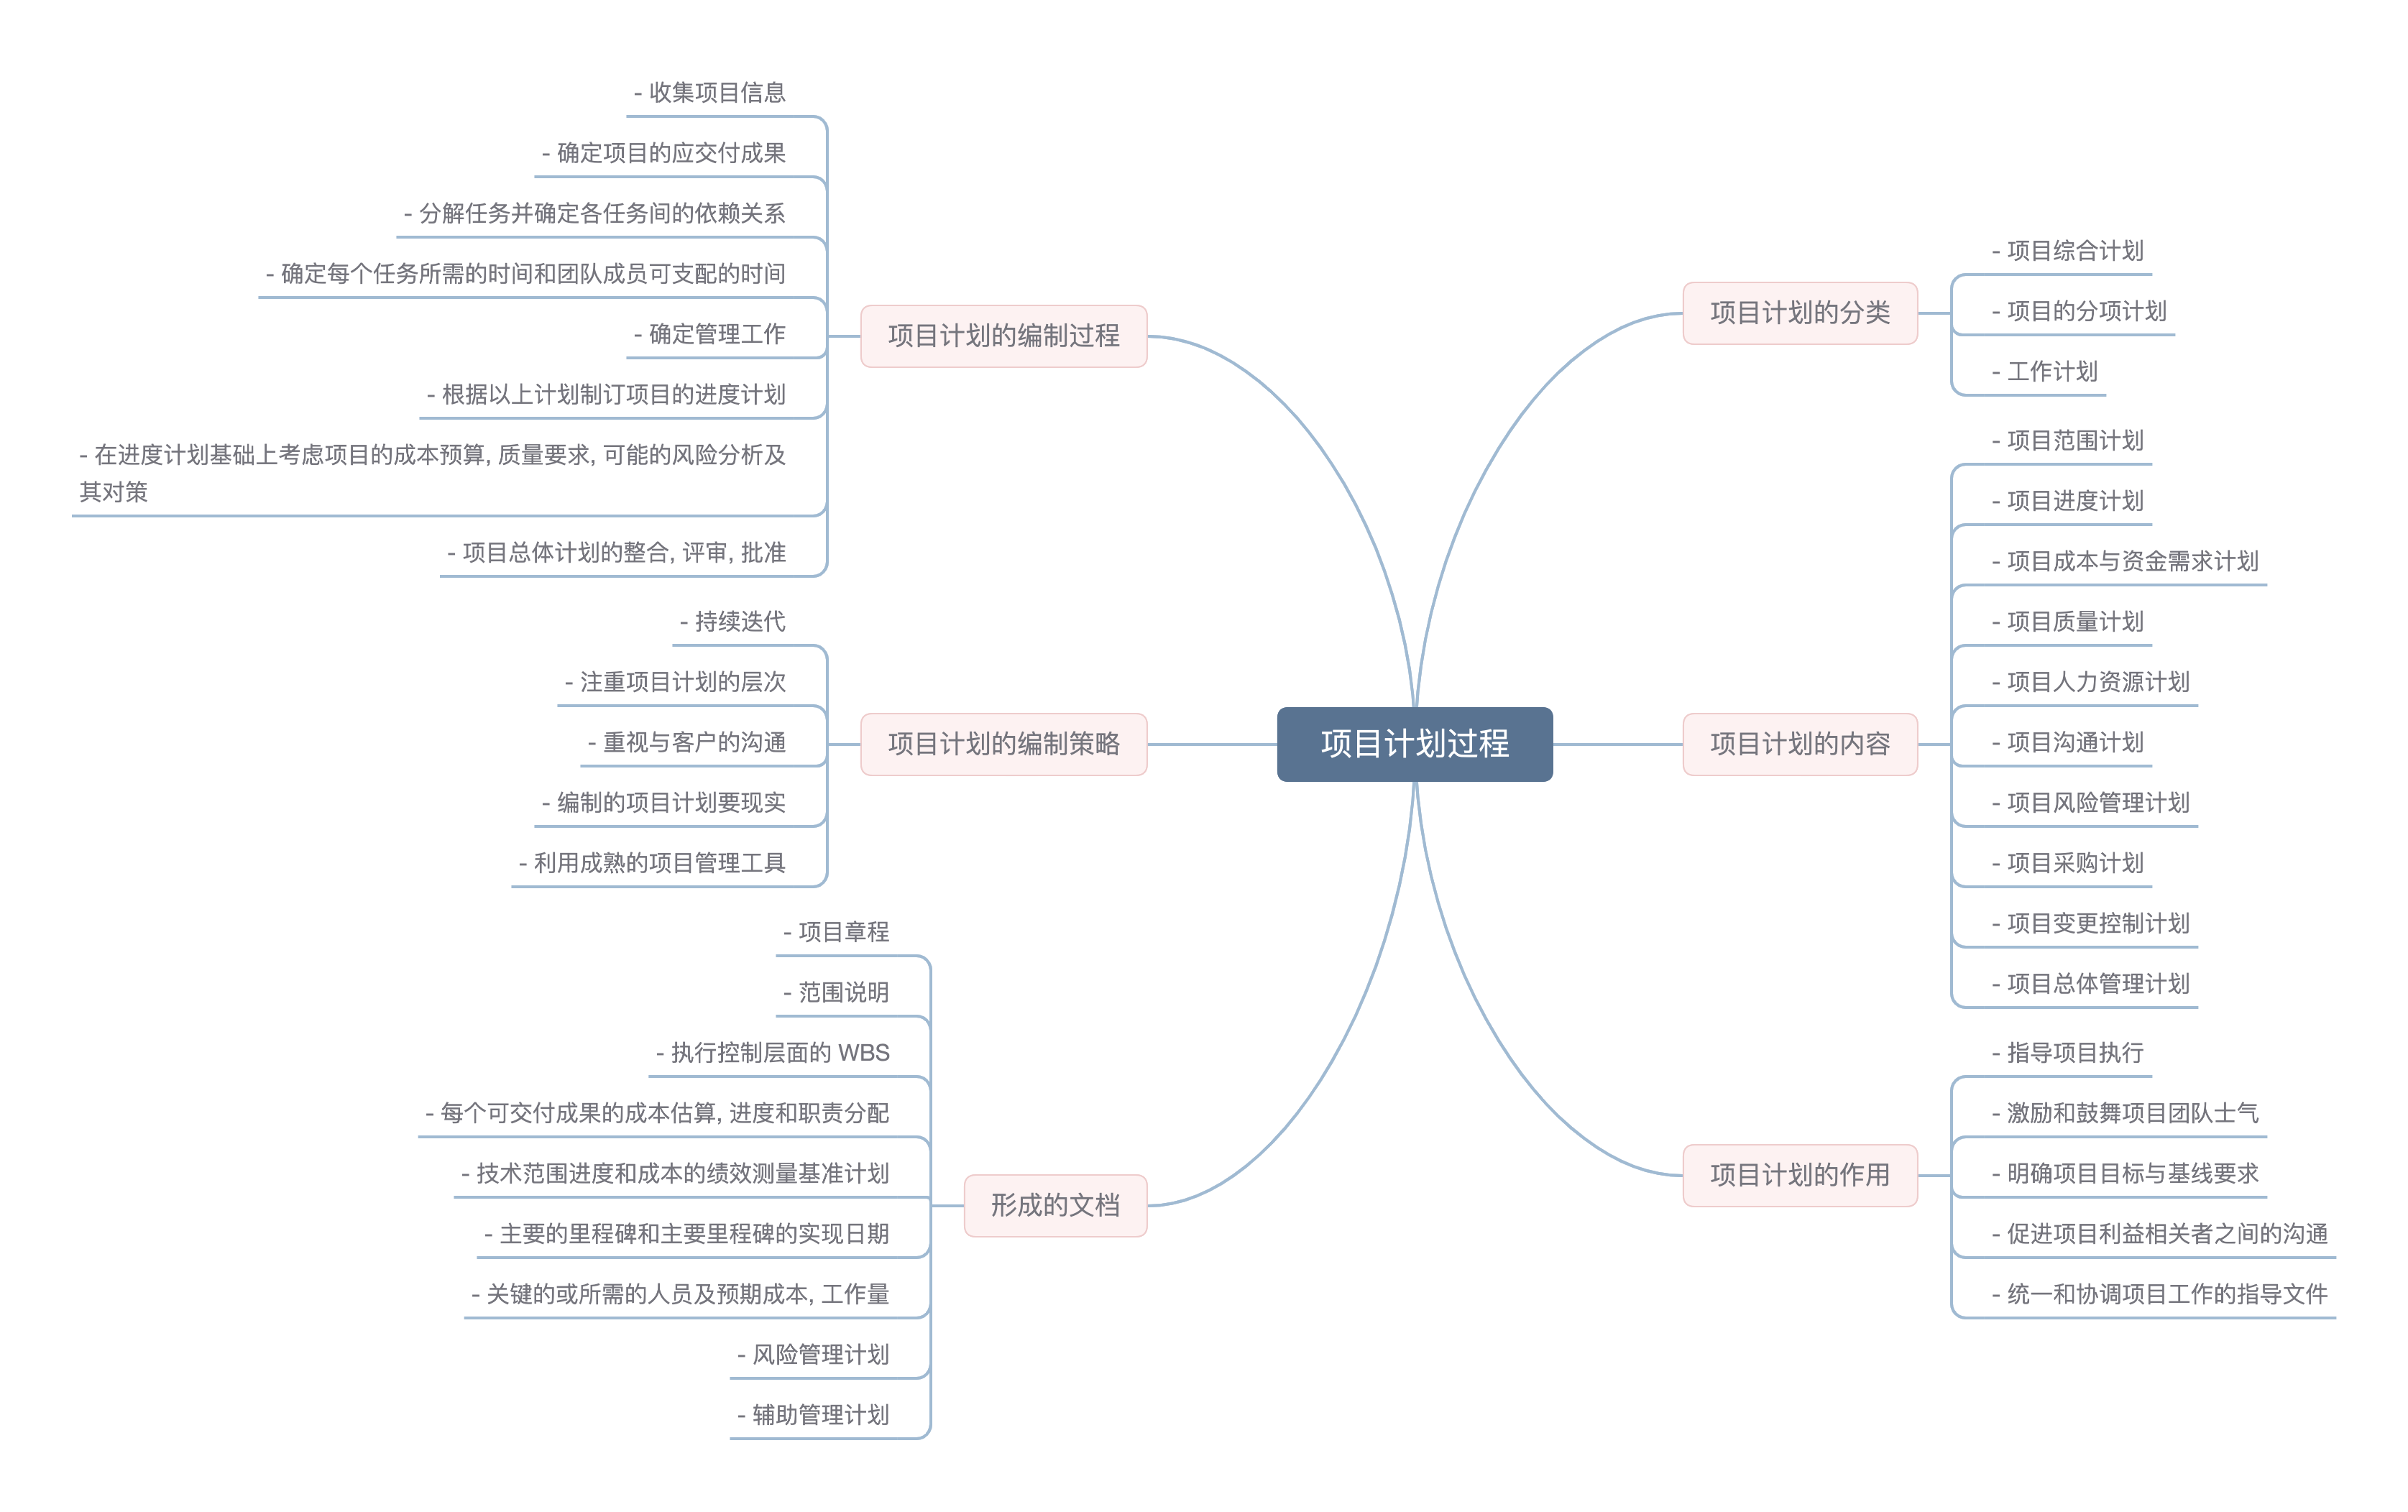 项目计划过程
项目计划的分类
- 项目综合计划
- 项目的分项计划
- 工作计划
项目计划的内容
- 项目范围计划
- 项目进度计划
- 项目成本与资金需求计划
- 项目质量计划
- 项目人力资源计划
- 项目沟通计划
- 项目风险管理计划
- 项目采购计划
- 项目变更控制计划
- 项目总体管理计划
项目计划的作用
- 指导项目执行
- 激励和鼓舞项目团队士气
- 明确项目目标与基线要求
- 促进项目利益相关者之间的沟通
- 统一和协调项目工作的指导文件
项目计划的编制过程
- 收集项目信息
- 确定项目的应交付成果
- 分解任务并确定各任务间的依赖关系
- 确定每个任务所需的时间和团队成员可支配的时间
- 确定管理工作
- 根据以上计划制订项目的进度计划
- 在进度计划基础上考虑项目的成本预算, 质量要求, 可能的风险分析及
其对策
- 项目总体计划的整合, 评审, 批准
项目计划的编制策略
- 持续迭代
- 注重项目计划的层次
- 重视与客户的沟通
- 编制的项目计划要现实
- 利用成熟的项目管理工具
形成的文档
- 项目章程
- 范围说明
- 执行控制层面的 WBS
- 每个可交付成果的成本估算, 进度和职责分配
- 技术范围进度和成本的绩效测量基准计划
- 主要的里程碑和主要里程碑的实现日期
- 关键的或所需的人员及预期成本, 工作量
- 风险管理计划
- 辅助管理计划